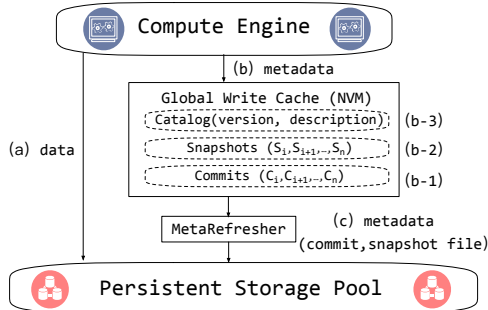 Compute Engine
(b) metadata
Global Write Cache (NVM)
Catalog(version, description)
(b-3)
(a) data
Snapshots (Si,Si+1,…,Sn)
(b-2)
Commits (Ci,Ci+1,…,Cn)
(b-1)
MetaRefresher
(c) metadata
(commit,snapshot file)
Persistent Storage Pool